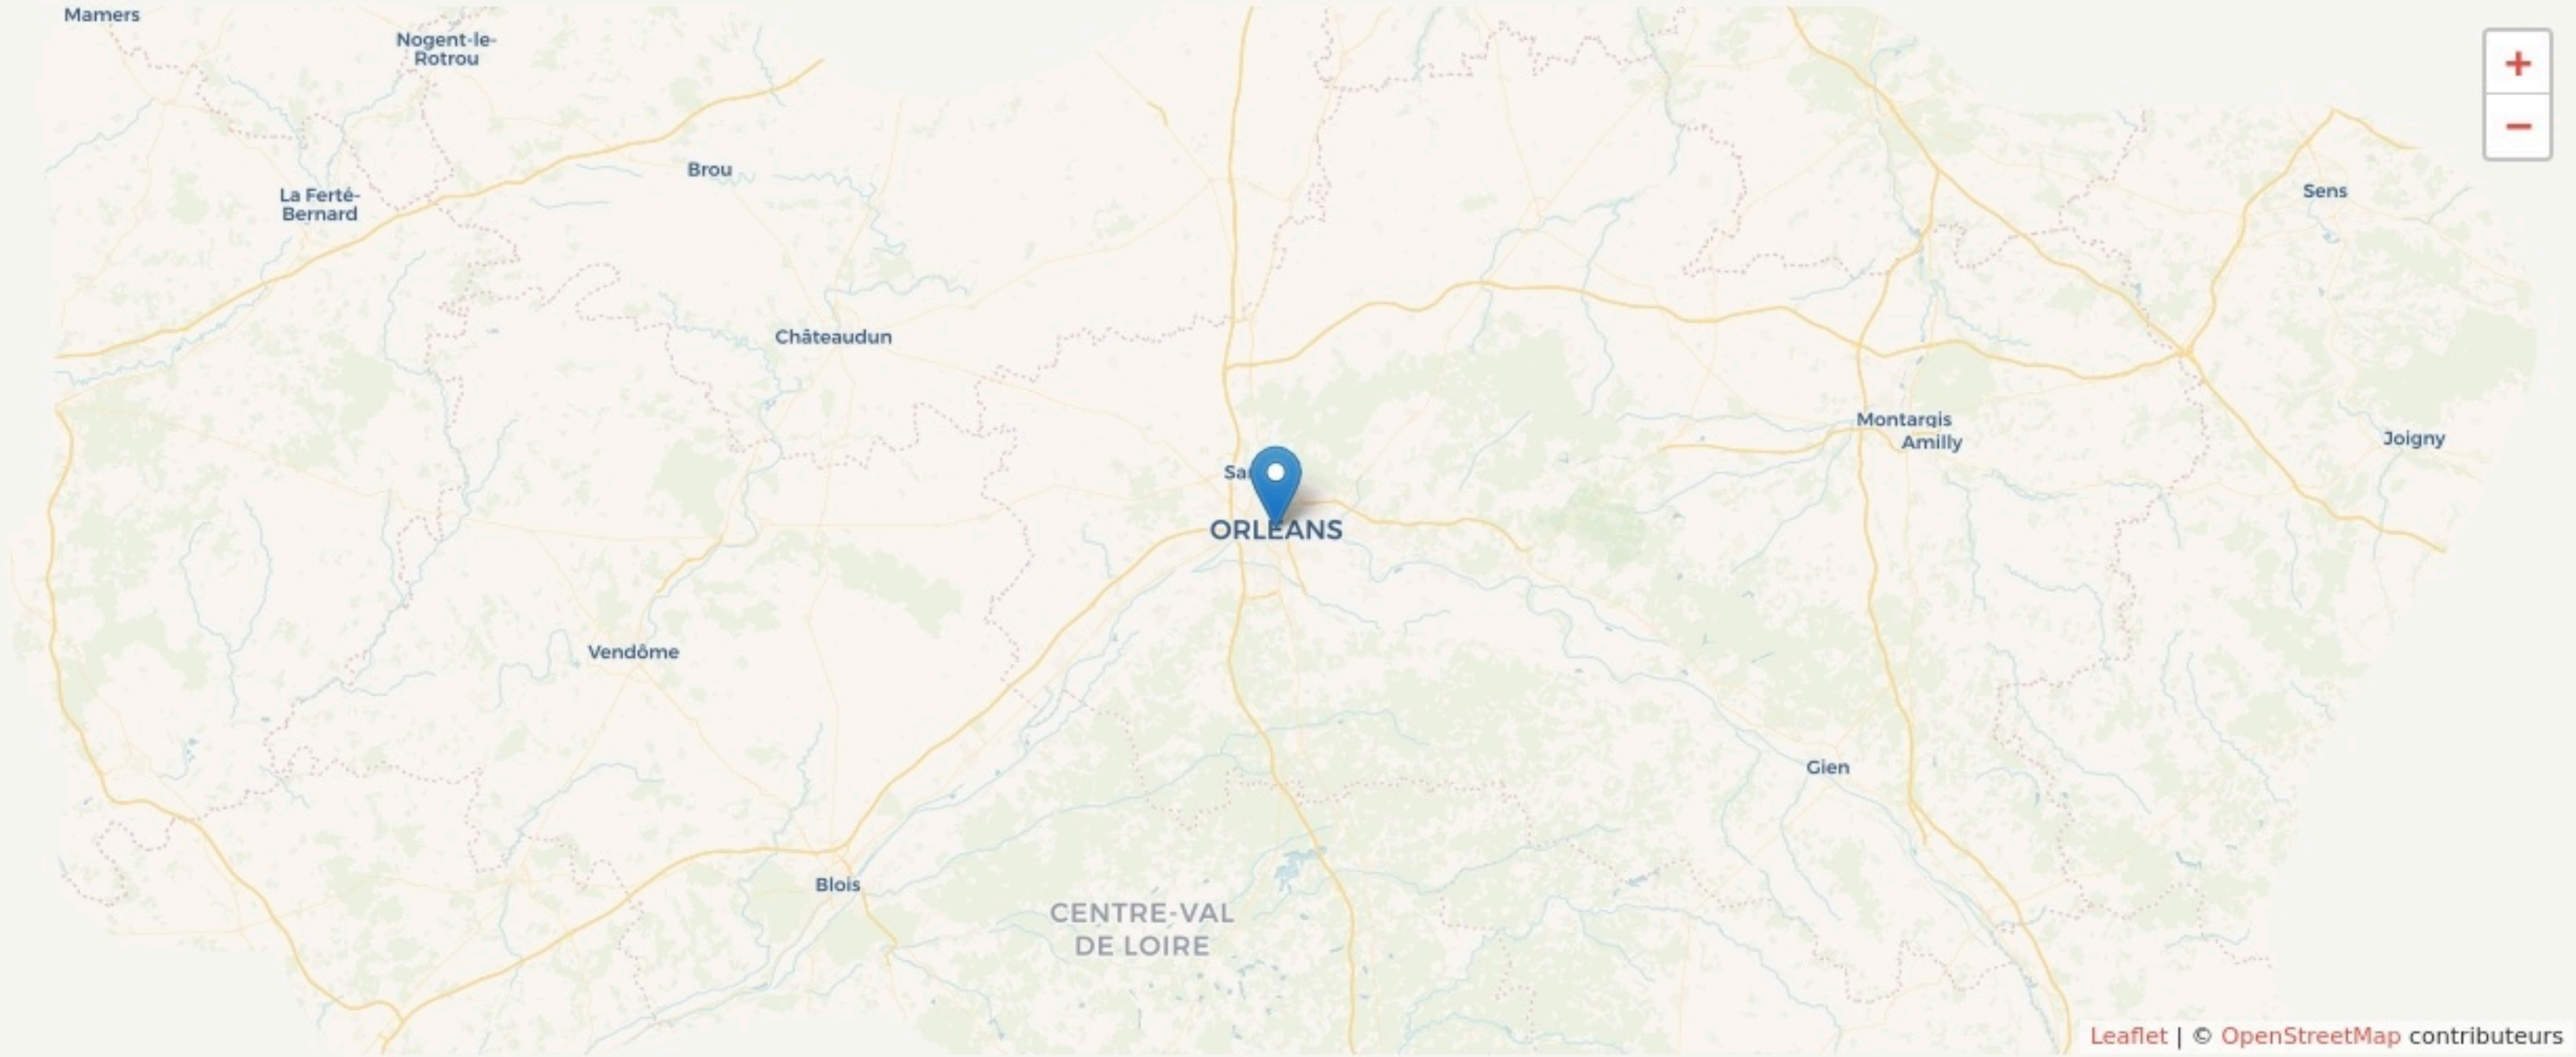 Mamers
Nogent-le-
Rotrou
+
−
Brou
La Ferté-
Bernard
Sens
Châteaudun
Montargis
Amilly
Joigny
ORLÉANS
Vendôme
Gien
Blois
CENTRE-VAL
DE LOIRE
Leaflet | © OpenStreetMap contributeurs